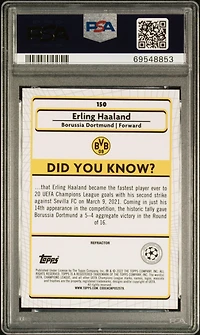 PSA
69548853
150
Erling Haaland
Borussia Dortmund | Forward
BVB
09
DID YOU KNOW?
...that Erling Haaland became the fastest player ever to
20 UEFA Champions League goals with his second strike
against Sevilla FC on March 9, 2021. Coming in just his
14th appearance in the competition, the historic tally gave
Borussia Dortmund a 5-4 aggregate victory in the Round
of 16.
REFRACTOR
Topps